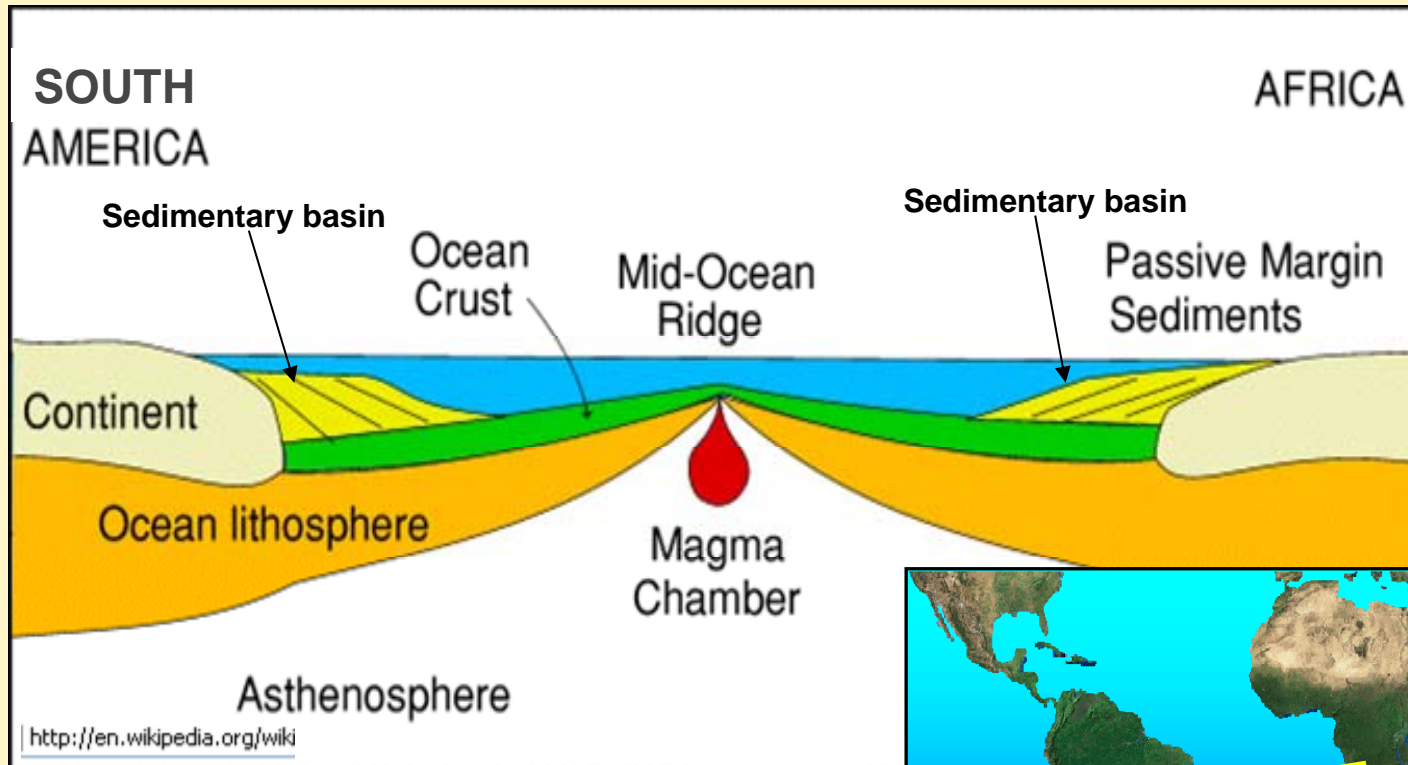 SOUTH
AMERICA
AFRICA
Sedimentary basin
Sedimentary basin
Ocean
Crust
Mid-Ocean
Ridge
Passive Margin
Sediments
Continent
Ocean lithosphere
Magma
Chamber
Asthenosphere
http://en.wikipedia.org/wiki